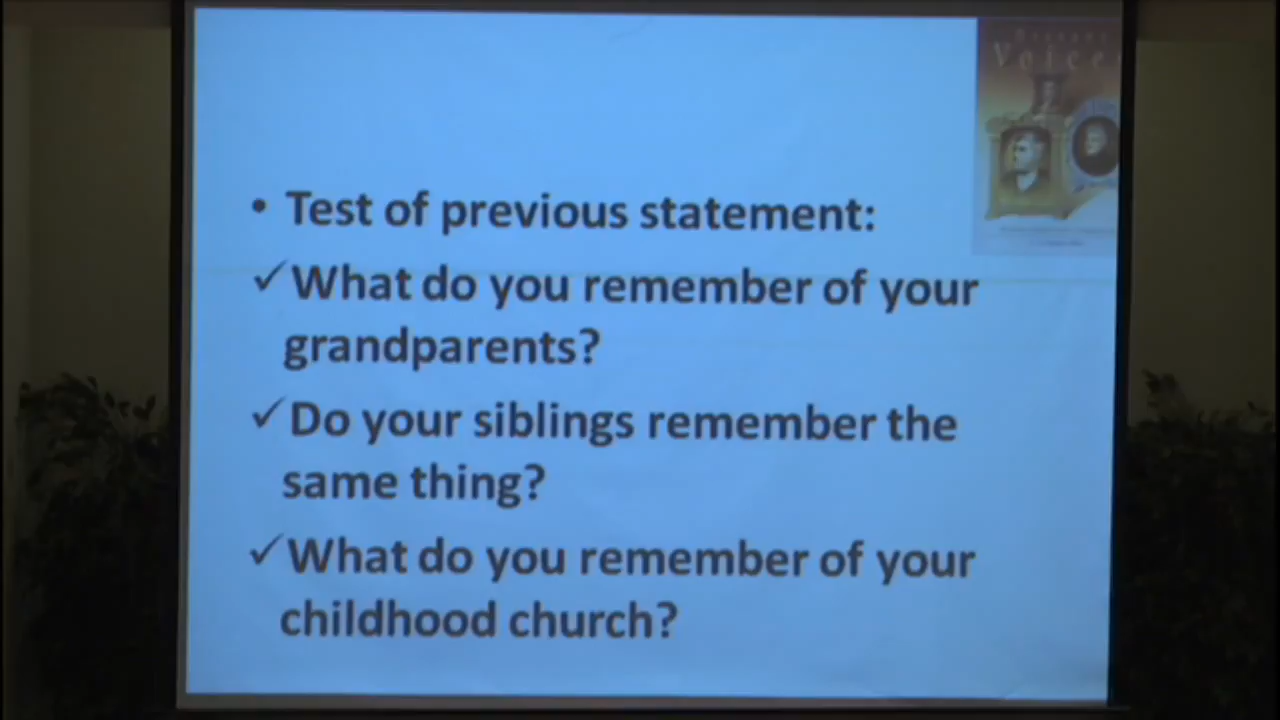 Voices
• Test of previous statement:
✓ What do you remember of your
grandparents?
✓ Do your siblings remember the
same thing?
✓ What do you remember of your
childhood church?